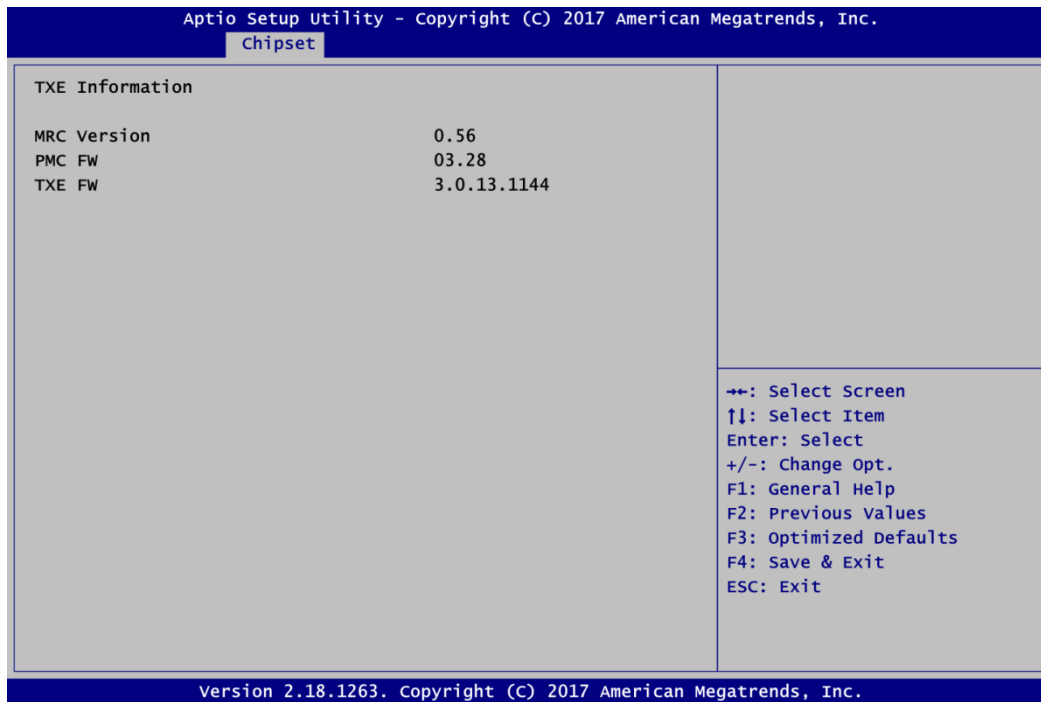 Aptio Setup Utility - Copyright (C) 2017 American Megatrends, Inc.
Chipset
TXE Information
MRC Version 0.56
PMC FW 03.28
TXE FW 3.0.13.1144
→←: Select Screen
↑↓: Select Item
Enter: Select
+/-: Change Opt.
F1: General Help
F2: Previous Values
F3: Optimized Defaults
F4: Save & Exit
ESC: Exit
Version 2.18.1263. Copyright (C) 2017 American Megatrends, Inc.